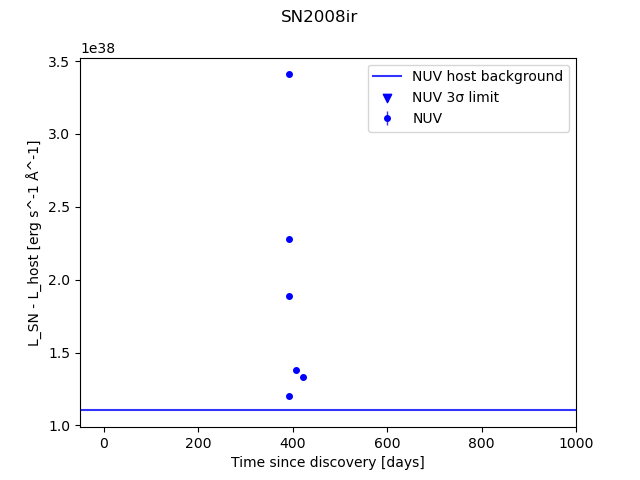 SN2008ir
1e38
3.5
3.0
2.5
2.0
1.5
1.0
L_SN - L_host [erg s^-1 Å^-1]
NUV host background
NUV 3σ limit
NUV
0 200 400 600 800 1000
Time since discovery [days]